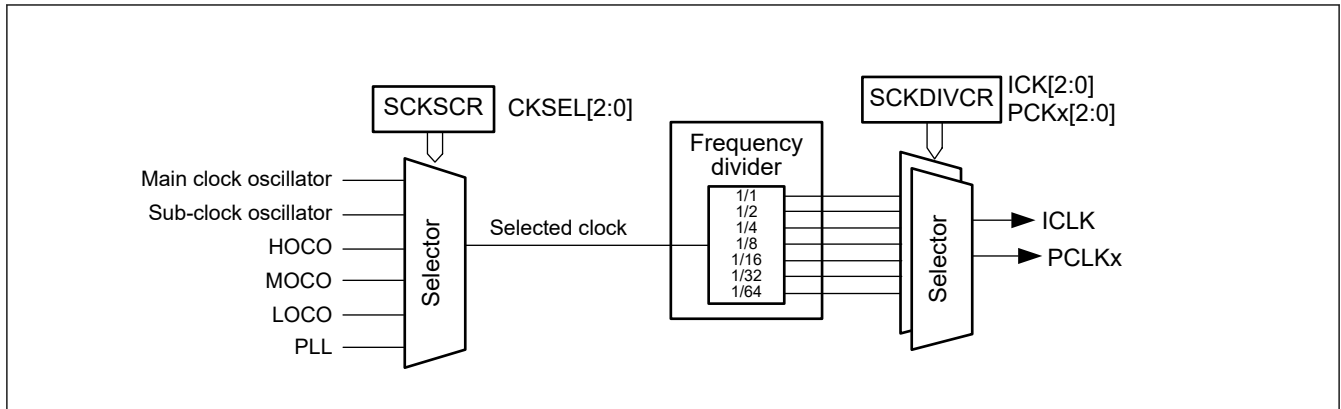 SCKSCR
CKSEL[2:0]
SCKDIVCR
ICK[2:0]
PCKx[2:0]
Frequency
divider
Main clock oscillator
Sub-clock oscillator
HOCO
MOCO
LOCO
PLL
Selector
Selected clock
1/1
1/2
1/4
1/8
1/16
1/32
1/64
Selector
ICLK
PCLKx